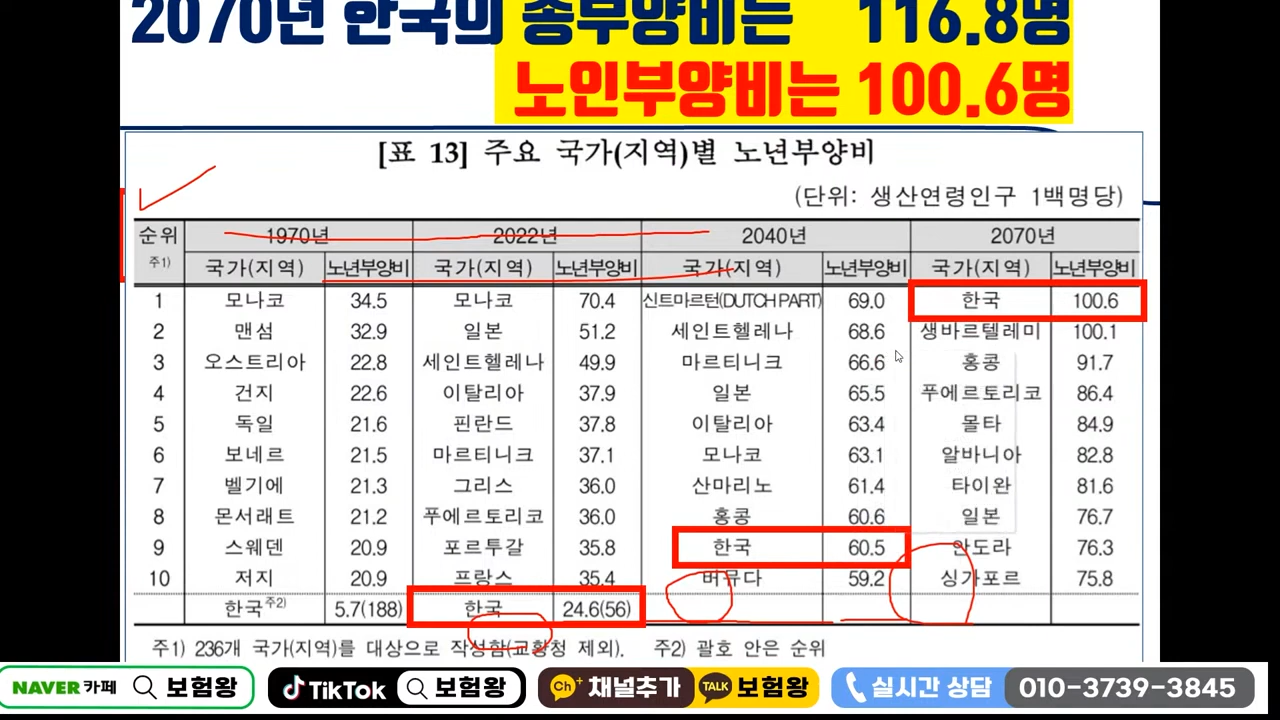 2070년 한국의 총부양비는 116.8명
노인부양비는 100.6명
[표 13] 주요 국가(지역)별 노년부양비
(단위: 생산연령인구 1백명당)
순위 주1) 1970년 2022년 2040년 2070년
국가(지역) 노년부양비 국가(지역) 노년부양비 국가(지역) 노년부양비 국가(지역) 노년부양비
1 모나코 34.5 모나코 70.4 신트마르턴(DUTCH PART) 69.0 한국 100.6
2 맨섬 32.9 일본 51.2 세인트헬레나 68.6 생바르텔레미 100.1
3 오스트리아 22.8 세인트헬레나 49.9 마르티니크 66.6 홍콩 91.7
4 건지 22.6 이탈리아 37.9 일본 65.5 푸에르토리코 86.4
5 독일 21.6 핀란드 37.8 이탈리아 63.4 몰타 84.9
6 보네르 21.5 마르티니크 37.1 모나코 63.1 알바니아 82.8
7 벨기에 21.3 그리스 36.0 산마리노 61.4 타이완 81.6
8 몬서래트 21.2 푸에르토리코 36.0 홍콩 60.6 일본 76.7
9 스웨덴 20.9 포르투갈 35.8 한국 60.5 안도라 76.3
10 저지 20.9 프랑스 35.4 버뮤다 59.2 싱가포르 75.8
한국주2) 5.7(188) 한국 24.6(56)
주1) 236개 국가(지역)를 대상으로 작성함(교황청 제외). 주2) 괄호 안은 순위
NAVER 카페 보험왕 TikTok 보험왕 Ch+ 채널추가 TALK 보험왕 실시간 상담 010-3739-3845